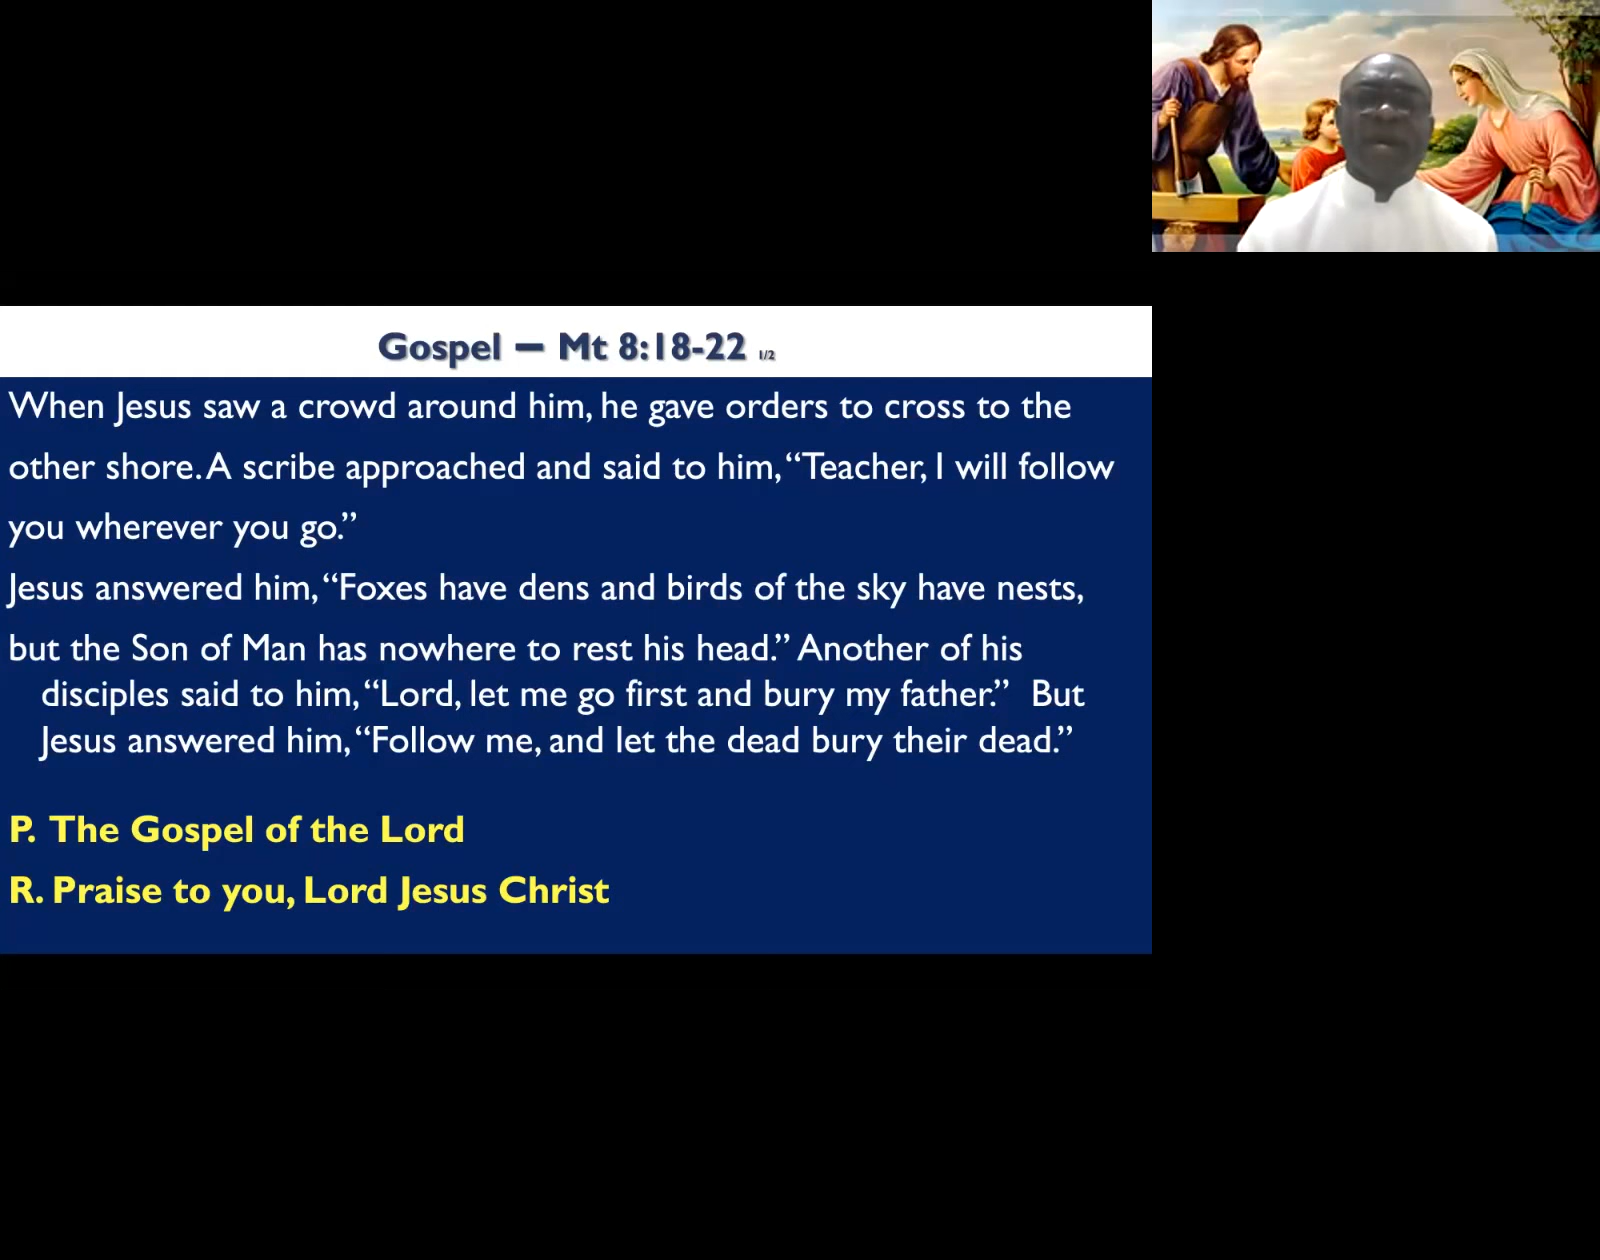 Gospel – Mt 8:18-22 1/2
When Jesus saw a crowd around him, he gave orders to cross to the
other shore. A scribe approached and said to him, “Teacher, I will follow
you wherever you go.”
Jesus answered him, “Foxes have dens and birds of the sky have nests,
but the Son of Man has nowhere to rest his head.” Another of his
disciples said to him, “Lord, let me go first and bury my father.” But
Jesus answered him, “Follow me, and let the dead bury their dead.”
P. The Gospel of the Lord
R. Praise to you, Lord Jesus Christ